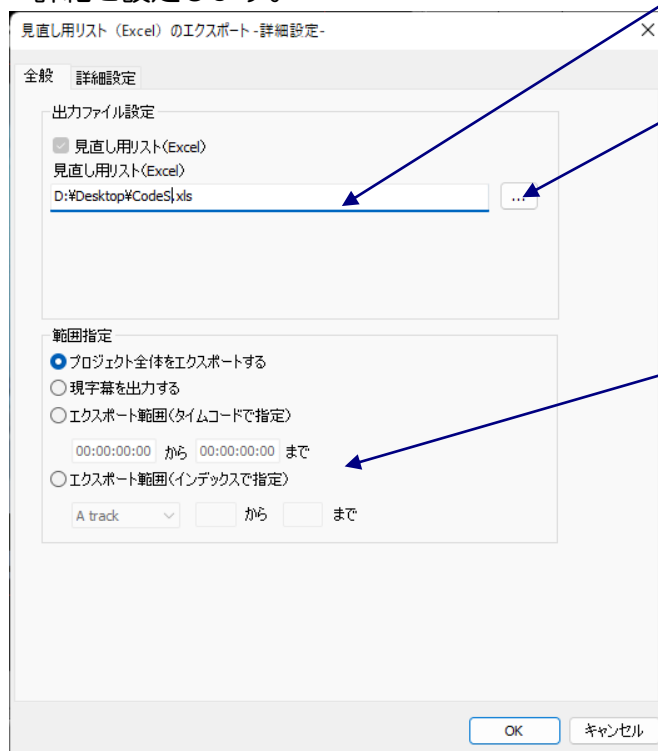 見直し用リスト（Excel）のエクスポート -詳細設定-
全般 詳細設定
出力ファイル設定
見直し用リスト(Excel)
見直し用リスト(Excel)
D:¥Desktop¥CodeS.xls
...
範囲指定
プロジェクト全体をエクスポートする
現字幕を出力する
エクスポート範囲(タイムコードで指定)
00:00:00:00 から 00:00:00:00 まで
エクスポート範囲(インデックスで指定)
A track から まで
OK キャンセル